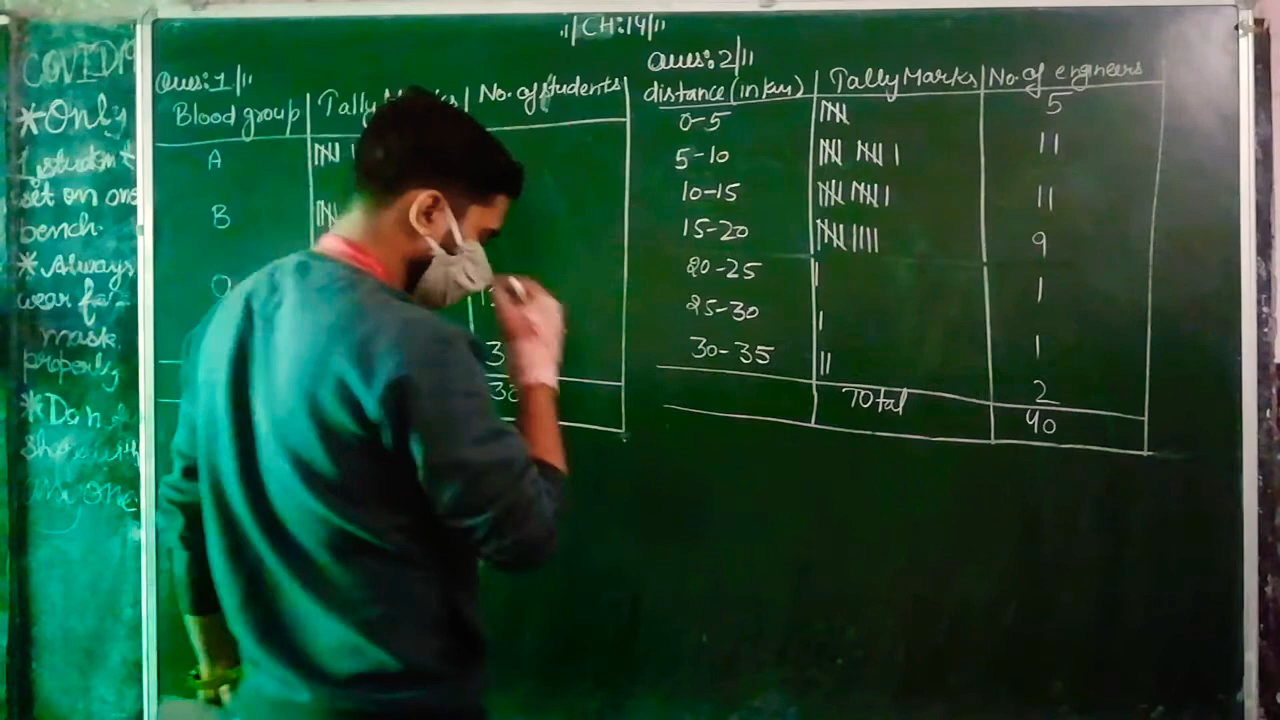 ॥ CH:14 ॥
COVID19
*Only
1 student
sit on one
bench.
* Always
wear
mask.
properly
Ques:1 ॥
Blood group | Tally | No. of students
A
B
O
3
30
Ques:2 ॥
distance (in km) | Tally Marks | No. of engineers
0-5 | 𝍸 | 5
5-10 | 𝍸 𝍸 | | 11
10-15 | 𝍸 𝍸 | | 11
15-20 | 𝍸 |||| | 9
20-25 | | | 1
25-30 | | | 1
30-35 | || | 2
Total | 40